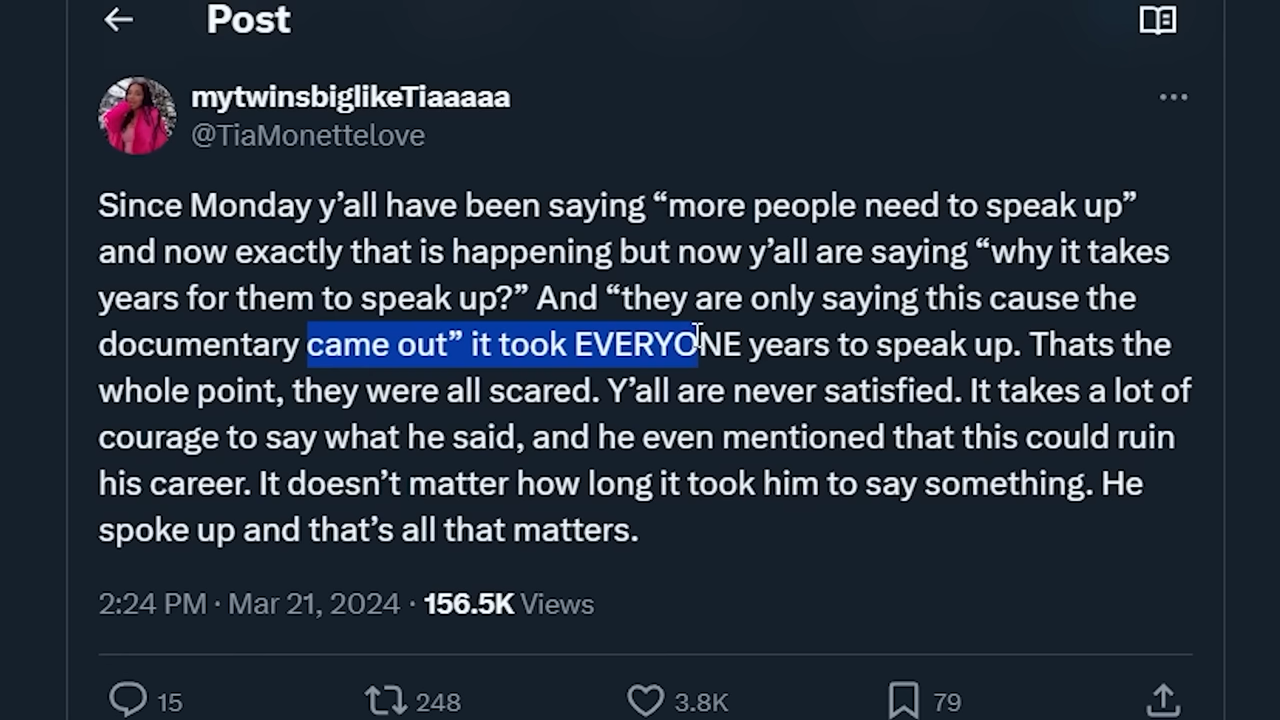 Post
mytwinsbiglikeTiaaaaa
@TiaMonettelove
Since Monday y’all have been saying “more people need to speak up”
and now exactly that is happening but now y’all are saying “why it takes
years for them to speak up?” And “they are only saying this cause the
documentary came out” it took EVERYONE years to speak up. Thats the
whole point, they were all scared. Y’all are never satisfied. It takes a lot of
courage to say what he said, and he even mentioned that this could ruin
his career. It doesn’t matter how long it took him to say something. He
spoke up and that’s all that matters.
2:24 PM · Mar 21, 2024 · 156.5K Views
15 248 3.8K 79